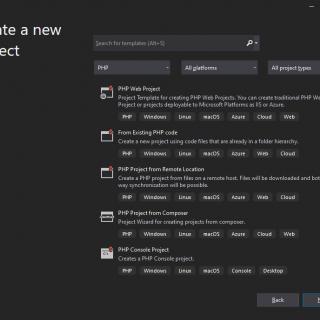 ate a new
ect
Search for templates (Alt+S)
PHP
All platforms
All project types
PHP Web Project
Project Template for creating PHP Web Projects. You can create traditional PHP Web
Project or projects deployable to Microsoft Platforms as IIS or Azure.
PHP Windows Linux macOS Azure Cloud Web
From Existing PHP code
Create a new project using code files that are already in a folder hierarchy.
PHP Windows Linux macOS Azure Web Cloud
PHP Project from Remote Location
Creates a PHP project from files on a remote host. Files will be downloaded and bot
way synchronization will be possible.
PHP Windows Linux macOS Azure Cloud Web
PHP Project from Composer
Project Wizard for creating projects from composer.
PHP Windows Linux macOS Azure Cloud Web
PHP Console Project
Creates a PHP Console project.
PHP Windows Linux macOS Console Desktop
Back